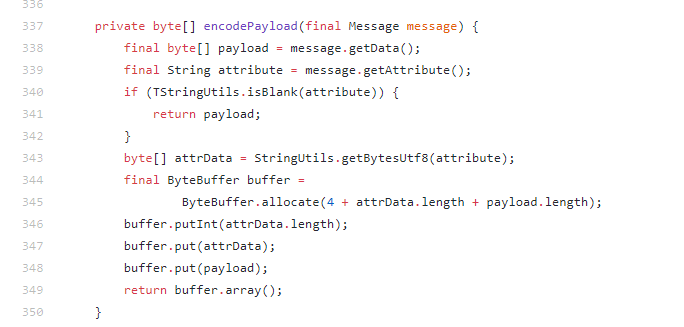 336
337 private byte[] encodePayload(final Message message) {
338 final byte[] payload = message.getData();
339 final String attribute = message.getAttribute();
340 if (TStringUtils.isBlank(attribute)) {
341 return payload;
342 }
343 byte[] attrData = StringUtils.getBytesUtf8(attribute);
344 final ByteBuffer buffer =
345 ByteBuffer.allocate(4 + attrData.length + payload.length);
346 buffer.putInt(attrData.length);
347 buffer.put(attrData);
348 buffer.put(payload);
349 return buffer.array();
350 }